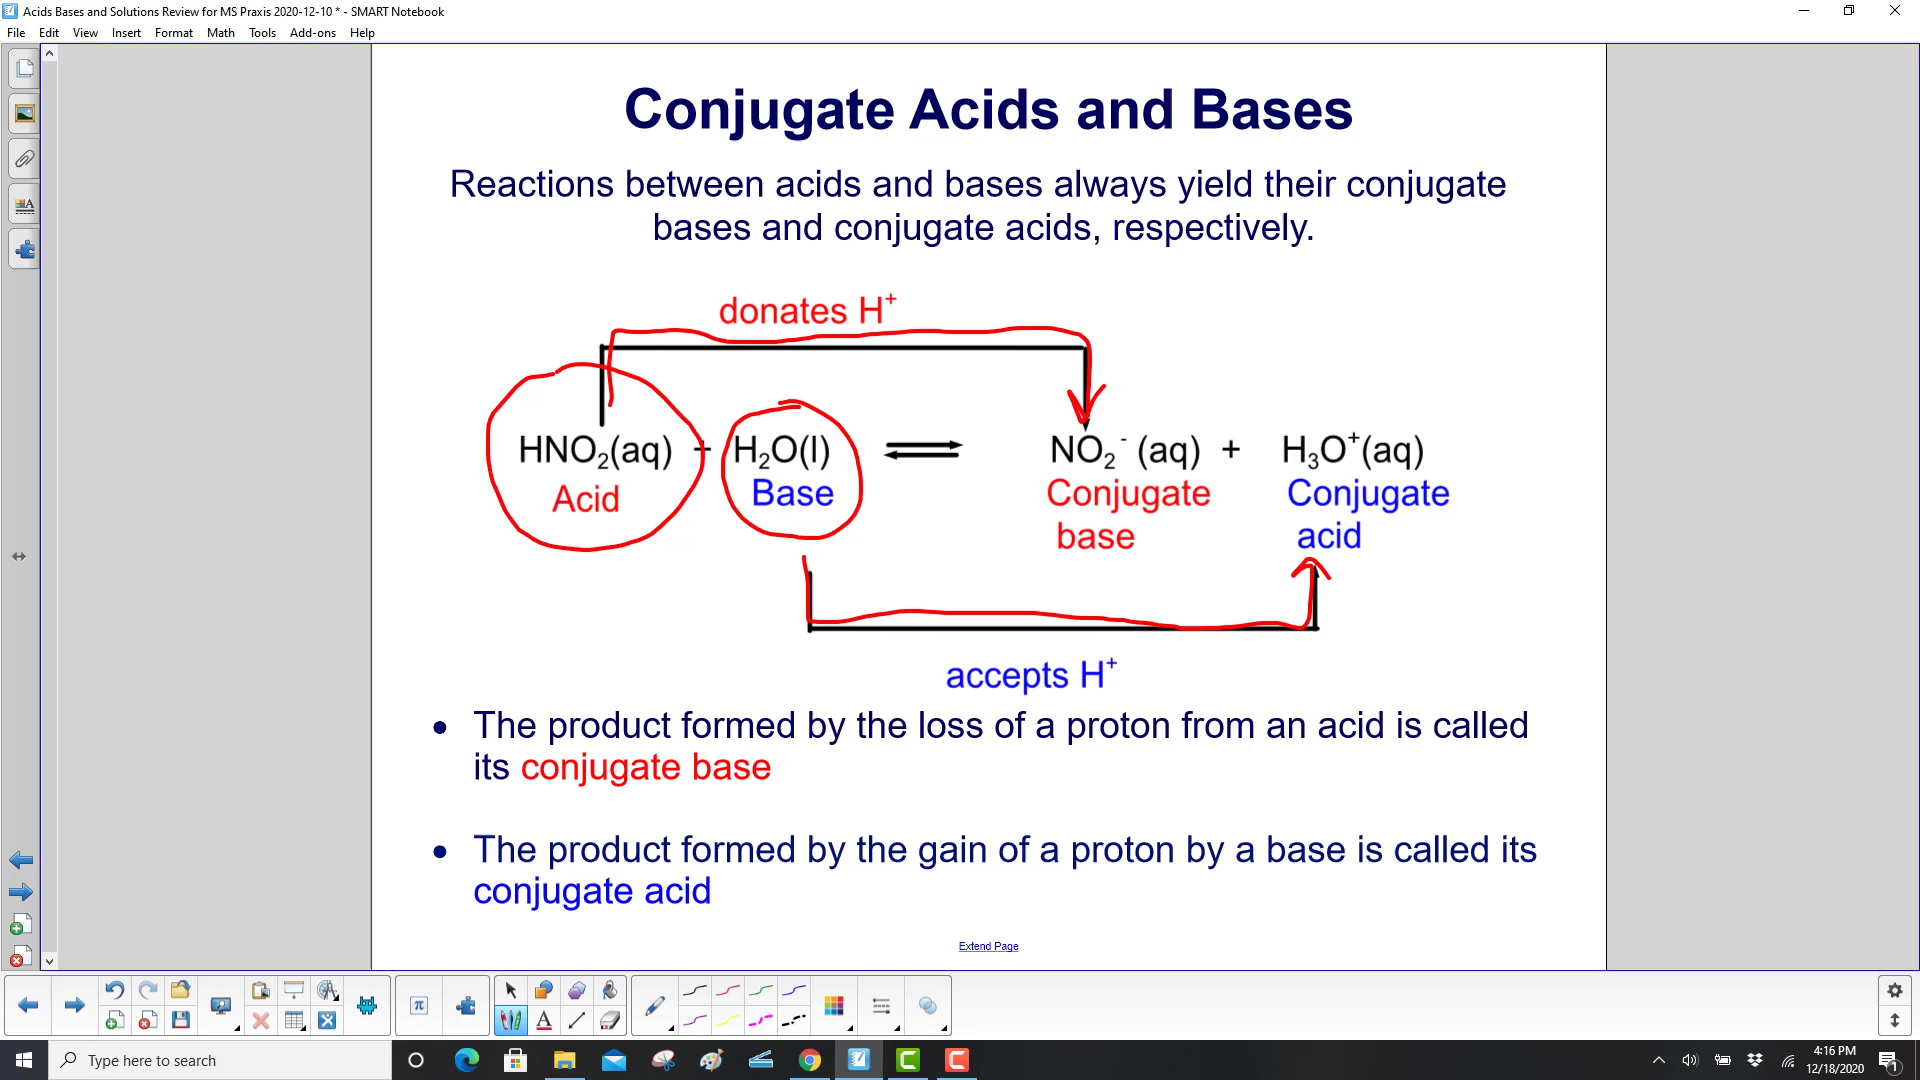 Acids Bases and Solutions Review for MS Praxis 2020-12-10 * - SMART Notebook
File Edit View Insert Format Math Tools Add-ons Help
Conjugate Acids and Bases
Reactions between acids and bases always yield their conjugate
bases and conjugate acids, respectively.
donates H⁺
HNO₂(aq) + H₂O(l) ⇌ NO₂⁻ (aq) + H₃O⁺(aq)
Acid Base Conjugate Conjugate
base acid
accepts H⁺
• The product formed by the loss of a proton from an acid is called
its conjugate base
• The product formed by the gain of a proton by a base is called its
conjugate acid
Extend Page
π A
Type here to search
4:16 PM
12/18/2020
1